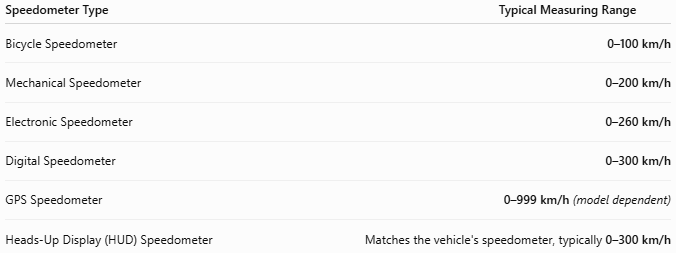 Speedometer Type Typical Measuring Range
Bicycle Speedometer 0–100 km/h
Mechanical Speedometer 0–200 km/h
Electronic Speedometer 0–260 km/h
Digital Speedometer 0–300 km/h
GPS Speedometer 0–999 km/h (model dependent)
Heads-Up Display (HUD) Speedometer Matches the vehicle's speedometer, typically 0–300 km/h